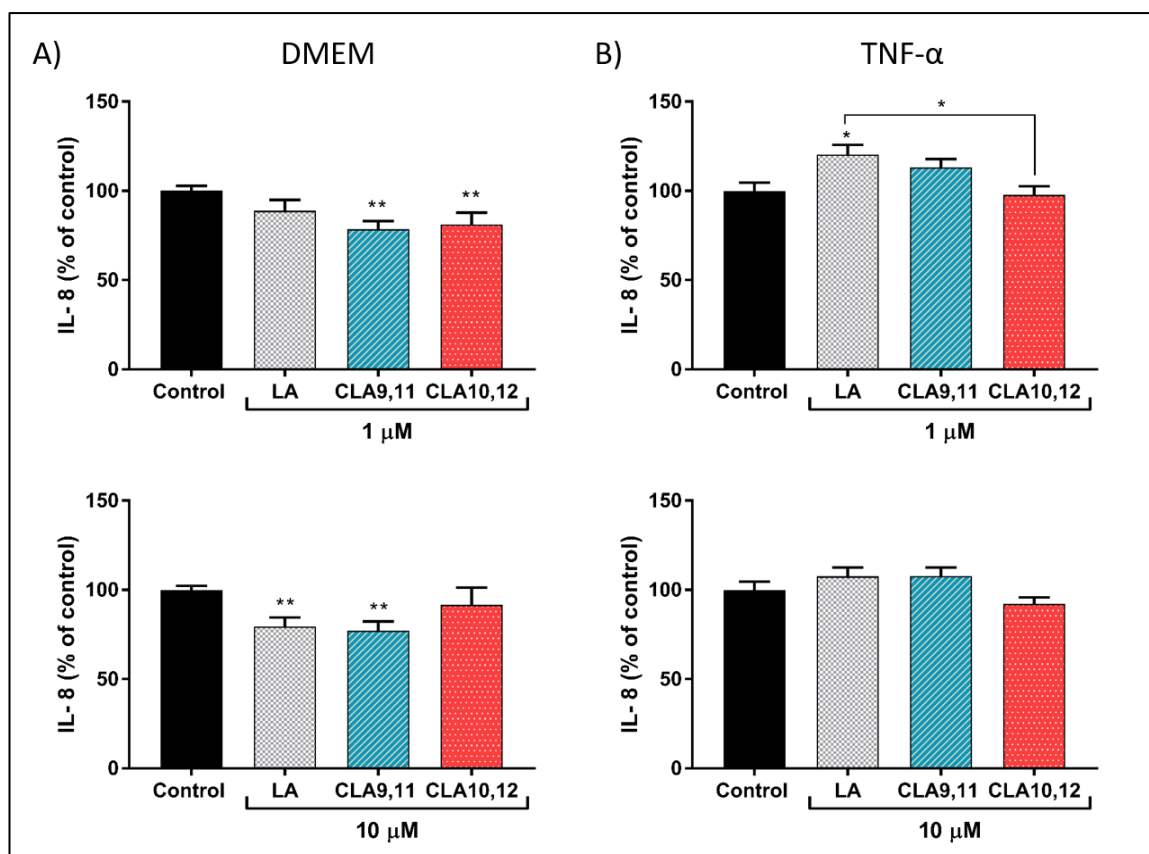 A) DMEM
150
100
50
0
IL- 8 (% of control)
**
**
Control LA CLA9,11 CLA10,12
1 μM
B) TNF-α
150
100
50
0
IL- 8 (% of control)
*
*
Control LA CLA9,11 CLA10,12
1 μM
150
100
50
0
IL- 8 (% of control)
**
**
Control LA CLA9,11 CLA10,12
10 μM
150
100
50
0
IL- 8 (% of control)
Control LA CLA9,11 CLA10,12
10 μM